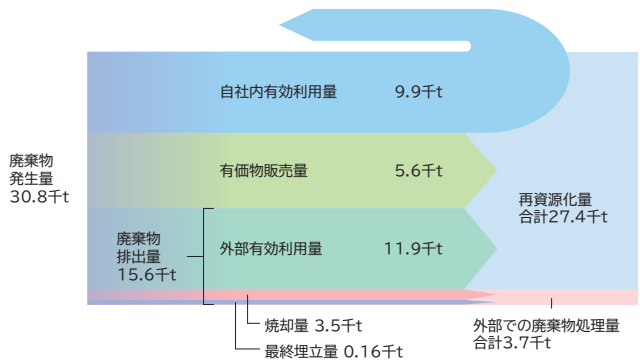 自社内有効利用量 9.9千t
廃棄物
発生量
30.8千t
有価物販売量 5.6千t
再資源化量
合計27.4千t
廃棄物
排出量
15.6千t
外部有効利用量 11.9千t
焼却量 3.5千t
最終埋立量 0.16千t
外部での廃棄物処理量
合計3.7千t